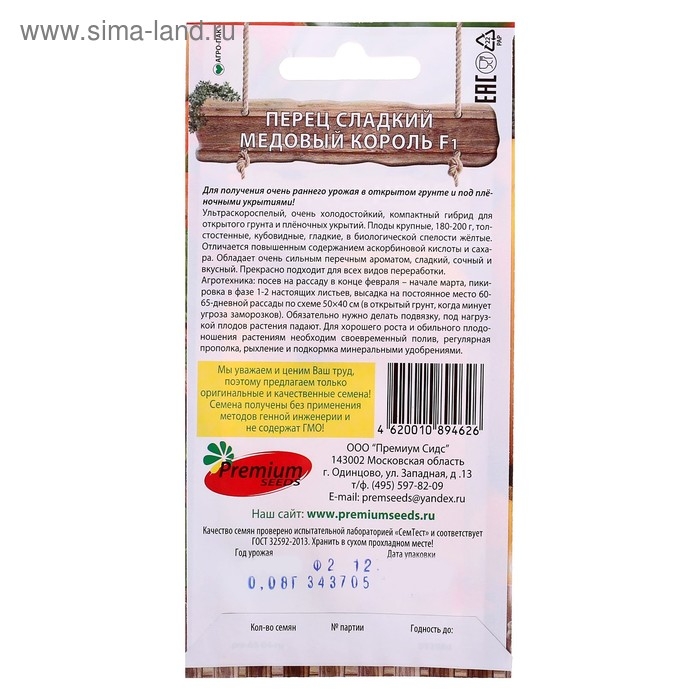 www.sima-land.ru
АГРО-ПАК
ЕАС
22
PAP
ПЕРЕЦ СЛАДКИЙ
МЕДОВЫЙ КОРОЛЬ F1
Для получения очень раннего урожая в открытом грунте и под плё-
ночными укрытиями!
Ультраскороспелый, очень холодостойкий, компактный гибрид для
открытого грунта и плёночных укрытий. Плоды крупные, 180-200 г, тол-
стостенные, кубовидные, гладкие, в биологической спелости жёлтые.
Отличается повышенным содержанием аскорбиновой кислоты и саха-
ра. Обладает очень сильным перечным ароматом, сладкий, сочный и
вкусный. Прекрасно подходит для всех видов переработки.
Агротехника: посев на рассаду в конце февраля – начале марта, пики-
ровка в фазе 1-2 настоящих листьев, высадка на постоянное место 60-
65-дневной рассады по схеме 50×40 см (в открытый грунт, когда минует
угроза заморозков). Обязательно нужно делать подвязку, под нагруз-
кой плодов растения падают. Для хорошего роста и обильного плодо-
ношения растениям необходим своевременный полив, регулярная
прополка, рыхление и подкормка минеральными удобрениями.
Мы уважаем и ценим Ваш труд,
поэтому предлагаем только
оригинальные и качественные семена!
Семена получены без применения
методов генной инженерии и
не содержат ГМО!
4 620010 894626
Premium
SEEDS
ООО "Премиум Сидс"
143002 Московская область
г. Одинцово, ул. Западная, д .13
т/ф. (495) 597-82-09
E-mail: premseeds@yandex.ru
Наш сайт: www.premiumseeds.ru
Качество семян проверено испытательной лабораторией «СемТест» и соответствует
ГОСТ 32592-2013. Хранить в сухом прохладном месте!
Год урожая Дата упаковки
Ф2 12.
0,08Г 343705
Кол-во семян № партии Годность до: